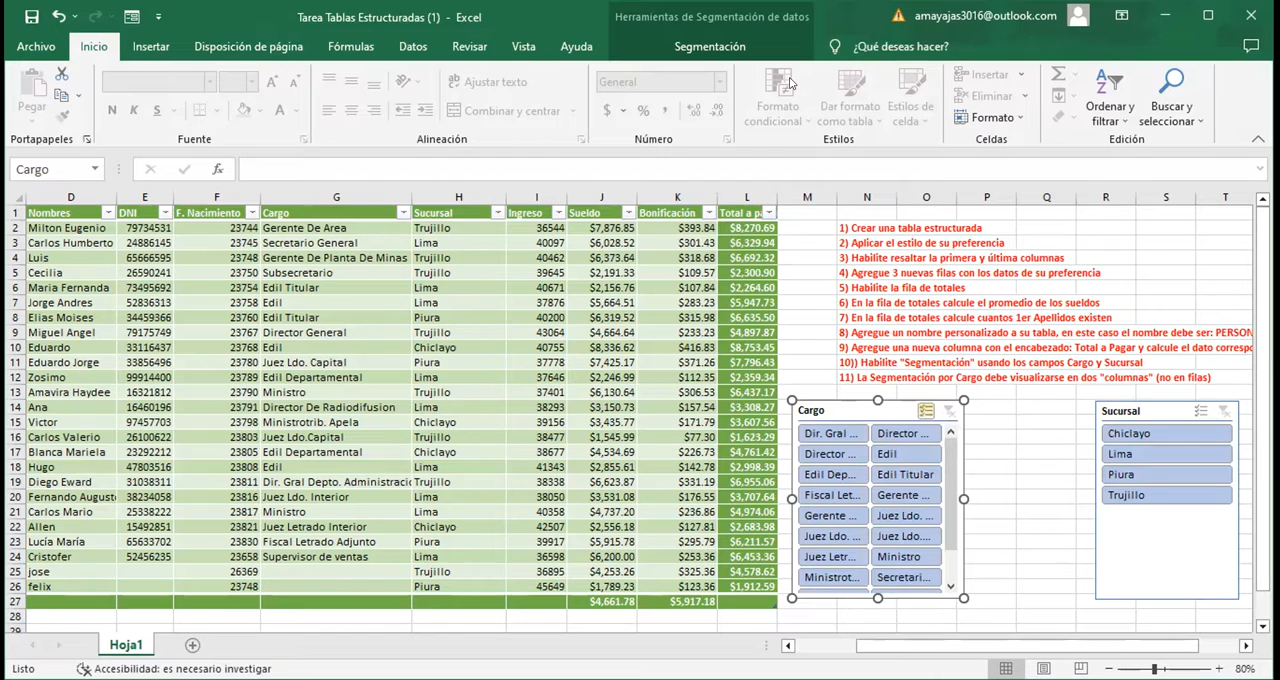 Tarea Tablas Estructuradas (1) - Excel
Herramientas de Segmentación de datos
amayajas3016@outlook.com
Archivo Inicio Insertar Disposición de página Fórmulas Datos Revisar Vista Ayuda Segmentación ¿Qué deseas hacer?
Pegar
N K S
Ajustar texto
Combinar y centrar
General
$ % 
Formato condicional
Dar formato como tabla
Estilos de celda
Insertar
Eliminar
Formato
Ordenar y filtrar
Buscar y seleccionar
Portapapeles Fuente Alineación Número Estilos Celdas Edición
Cargo fx
D E F G H I J K L M N O P Q R S T
1 Nombres DNI F. Nacimiento Cargo Sucursal Ingreso Sueldo Bonificación Total a pa
2 Milton Eugenio 79734531 23744 Gerente De Area Trujillo 36544 $7,876.85 $393.84 $8,270.69
3 Carlos Humberto 24886145 23745 Secretario General Lima 40097 $6,028.52 $301.43 $6,329.94
4 Luis 65666595 23748 Gerente De Planta De Minas Trujillo 40240 $6,373.64 $318.68 $6,692.32
5 Cecilia 26590241 23750 Subsecretario Trujillo 39645 $2,191.33 $109.57 $2,300.90
6 Maria Fernanda 73495692 23754 Edil Titular Lima 40671 $2,156.76 $107.84 $2,264.60
7 Jorge Andres 52836313 23758 Edil Lima 37876 $5,664.51 $283.23 $5,947.73
8 Elias Moises 34459366 23760 Edil Titular Piura 41200 $6,319.52 $315.98 $6,635.50
9 Miguel Angel 79175749 23767 Director General Trujillo 43064 $4,664.64 $233.23 $4,897.87
10 Eduardo 33116437 23768 Edil Chiclayo 40755 $8,336.62 $416.83 $8,753.45
11 Eduardo Jorge 33856496 23780 Juez Ldo. Capital Piura 37778 $7,425.17 $371.26 $7,796.43
12 Zosimo 99914400 23789 Edil Departamental Lima 37646 $2,246.99 $112.35 $2,359.34
13 Amavira Haydee 16321812 23790 Ministro Trujillo 37401 $6,130.64 $306.53 $6,437.17
14 Ana 16460196 23791 Director De Radiodifusion Lima 38293 $3,150.73 $157.54 $3,308.27
15 Victor 97457703 23798 Ministrotrib. Apela Chiclayo 39156 $3,435.77 $171.79 $3,607.56
16 Carlos Valerio 26100622 23803 Juez Ldo.Capital Trujillo 38477 $1,545.99 $77.30 $1,623.29
17 Blanca Mariela 23292212 23805 Edil Departamental Chiclayo 38627 $4,534.69 $226.73 $4,761.42
18 Hugo 47803516 23808 Edil Lima 41343 $2,855.61 $142.78 $2,998.39
19 Diego Eward 31038311 23811 Dir. Gral Depto. Administracio Trujillo 38338 $6,623.87 $331.19 $6,955.06
20 Fernando August 38234058 23816 Juez Ldo. Interior Lima 38050 $3,531.08 $176.55 $3,707.64
21 Carlos Mario 25338222 23817 Ministro Lima 40358 $4,737.20 $236.86 $4,974.06
22 Allen 15492851 23821 Juez Letrado Interior Chiclayo 42507 $2,556.18 $127.81 $2,683.98
23 Lucía María 65633702 23830 Fiscal Letrado Adjunto Piura 39917 $5,915.78 $295.79 $6,211.57
24 Cristofer 52456235 23658 Supervisor de ventas Lima 36598 $6,200.00 $253.36 $6,453.36
25 jose 26369 Trujillo 36895 $4,253.26 $325.36 $4,578.62
26 felix 23748 Piura 45649 $1,789.23 $123.36 $1,912.59
27 $4,661.78 $5,917.18
28
29
1) Crear una tabla estructurada
2) Aplicar el estilo de su preferencia
3) Habilite resaltar la primera y última columnas
4) Agregue 3 nuevas filas con los datos de su preferencia
5) Habilite la fila de totales
6) En la fila de totales calcule el promedio de los sueldos
7) En la fila de totales calcule cuantos 1er Apellidos existen
8) Agregue un nombre personalizado a su tabla, en este caso el nombre debe ser: PERSON
9) Agregue una nueva columna con el encabezado: Total a Pagar y calcule el dato corresp
10)) Habilite "Segmentación" usando los campos Cargo y Sucursal
11) La Segmentación por Cargo debe visualizarse en dos "columnas" (no en filas)
Cargo
Dir. Gral ... Director ...
Director ... Edil
Edil Dep... Edil Titular
Fiscal Let... Gerente ...
Gerente ... Juez Ldo. ...
Juez Ldo. ... Juez Ldo....
Juez Letr... Ministro
Ministrot... Secretari...
Sucursal
Chiclayo
Lima
Piura
Trujillo
Hoja1
Listo Accesibilidad: es necesario investigar 80%